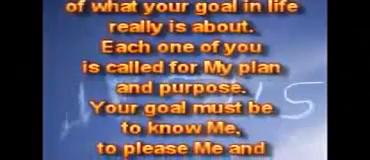 of what your goal in life
really is about.
Each one of you
is called for My plan
and purpose.
Your goal must be
to know Me,
to please Me and